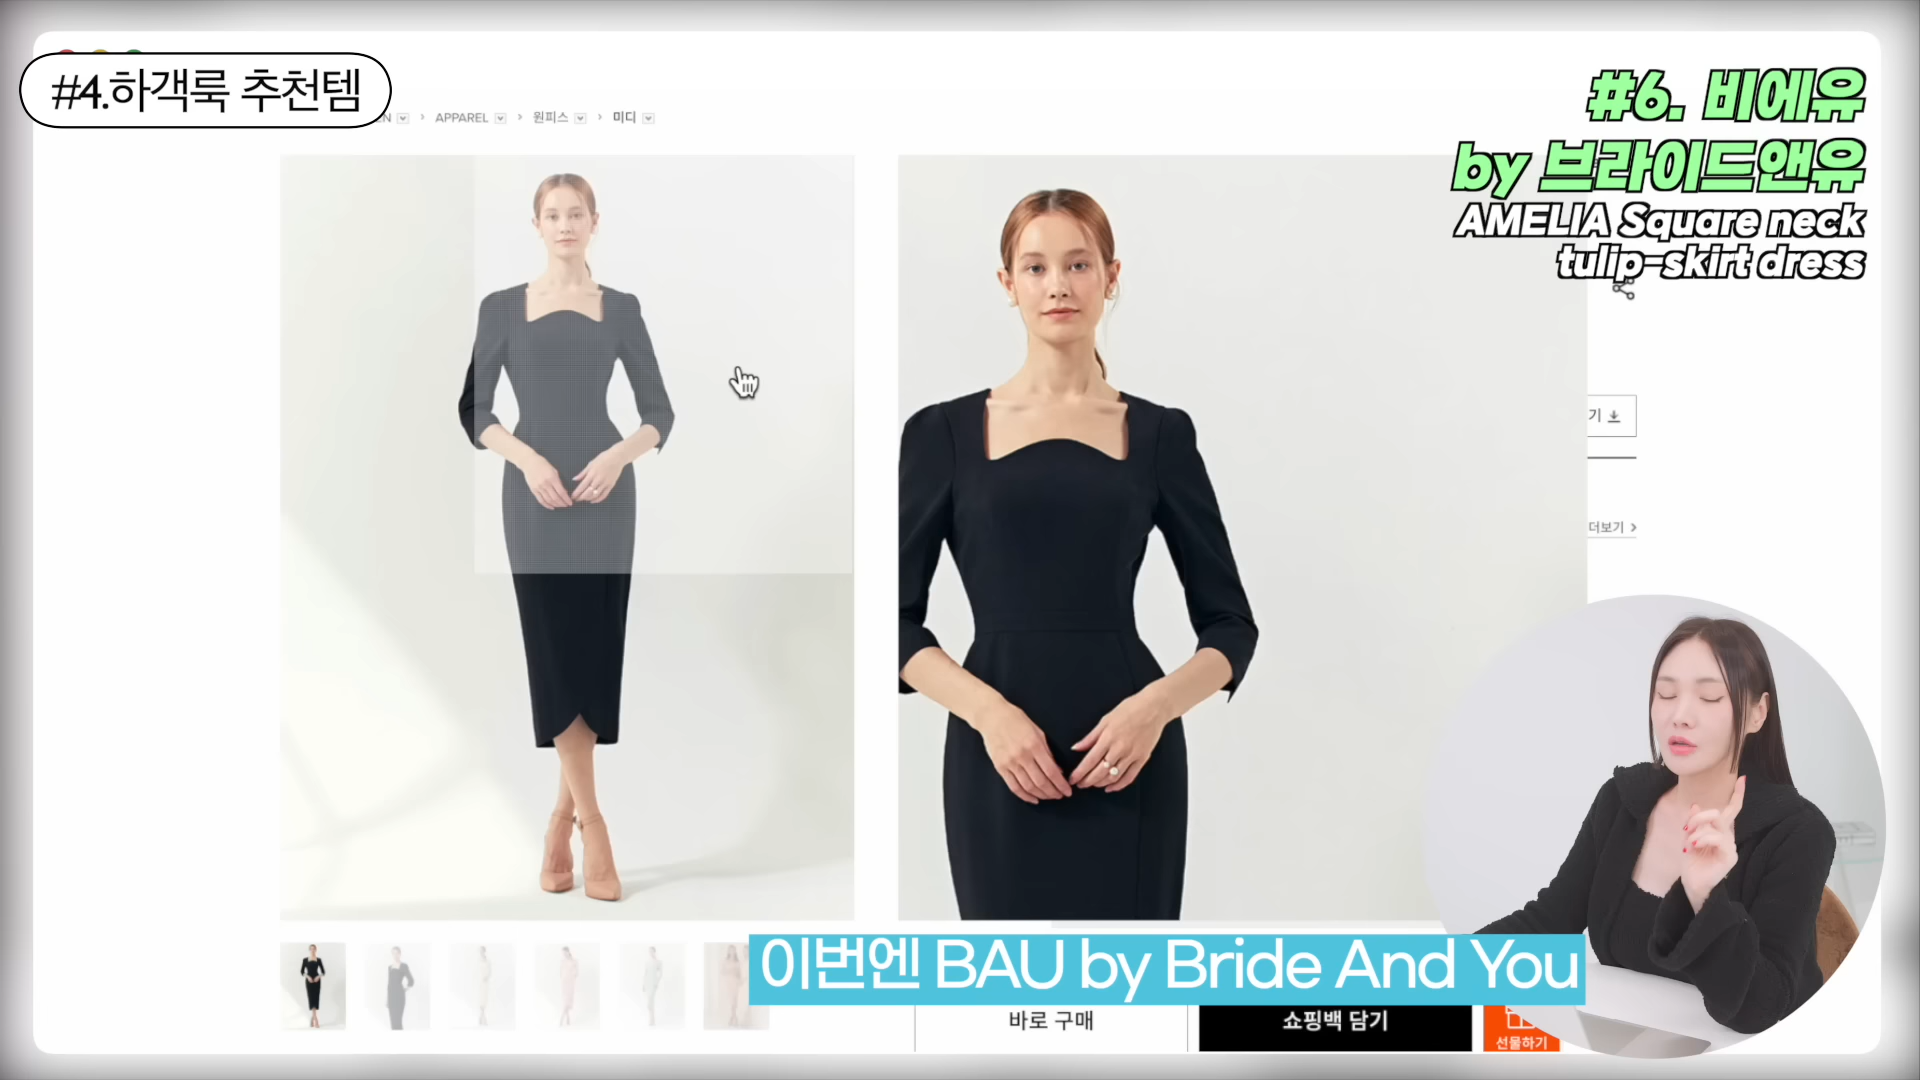 #4.하객룩 추천템
EN > APPAREL > 원피스 > 미디
#6. 비에유
by 브라이드앤유
AMELIA Square neck
tulip-skirt dress
기
더보기 >
이번엔 BAU by Bride And You
바로 구매
쇼핑백 담기
선물하기